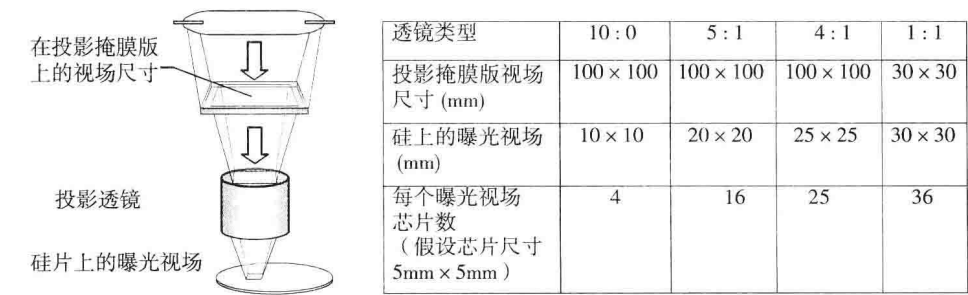 在投影掩膜版
上的视场尺寸
投影透镜
硅片上的曝光视场
透镜类型 10:0 5:1 4:1 1:1
投影掩膜版视场 100×100 100×100 100×100 30×30
尺寸 (mm)
硅上的曝光视场 10×10 20×20 25×25 30×30
(mm)
每个曝光视场 4 16 25 36
芯片数
（假设芯片尺寸
5mm×5mm）